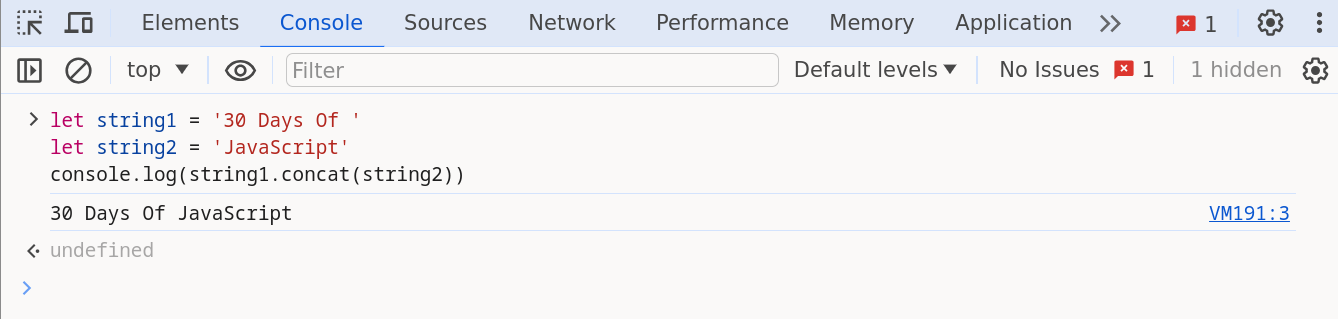 Elements Console Sources Network Performance Memory Application 1
top Filter Default levels No Issues 1 1 hidden
let string1 = '30 Days Of '
let string2 = 'JavaScript'
console.log(string1.concat(string2))
30 Days Of JavaScript VM191:3
undefined